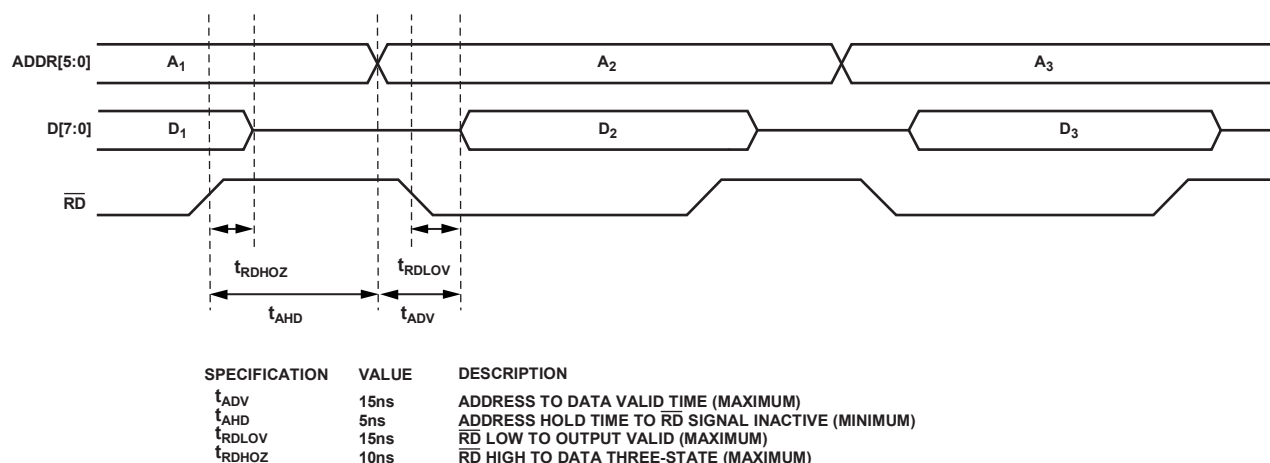 ADDR[5:0] A1 A2 A3
D[7:0] D1 D2 D3
RD
tRDHOZ tRDLOV
tAHD tADV
SPECIFICATION VALUE DESCRIPTION
tADV 15ns ADDRESS TO DATA VALID TIME (MAXIMUM)
tAHD 5ns ADDRESS HOLD TIME TO RD SIGNAL INACTIVE (MINIMUM)
tRDLOV 15ns RD LOW TO OUTPUT VALID (MAXIMUM)
tRDHOZ 10ns RD HIGH TO DATA THREE-STATE (MAXIMUM)